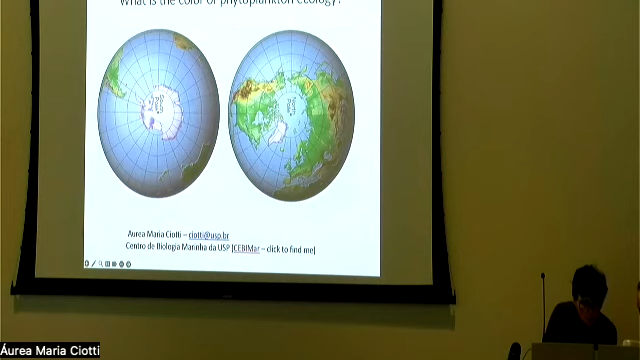 What is the color of phytoplankton ecology?
Aurea Maria Ciotti – ciotti@usp.br
Centro de Biologia Marinha da USP [CEBIMar – click to find me]
Áurea Maria Ciotti